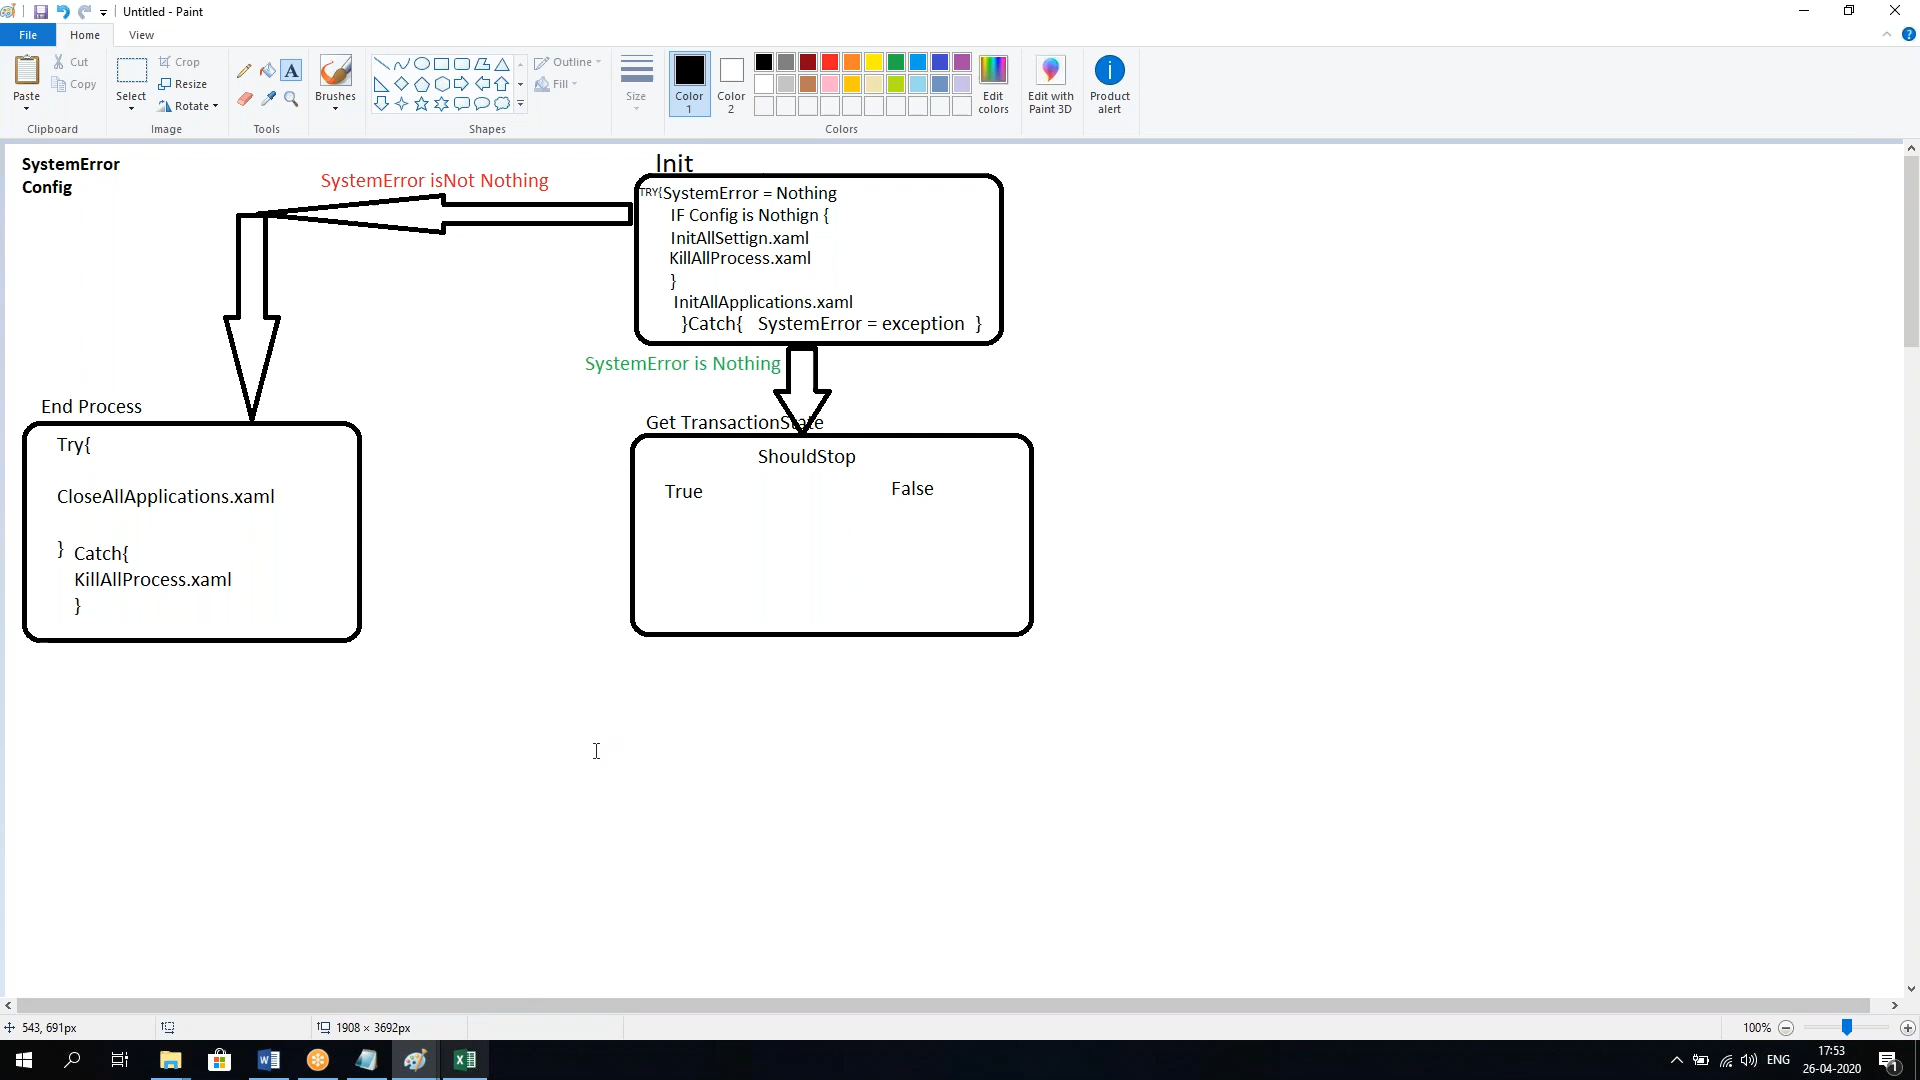 Untitled - Paint
File
Home
View
Paste
Cut
Copy
Clipboard
Select
Crop
Resize
Rotate
Image
A
Tools
Brushes
Outline
Fill
Shapes
Size
Color 1
Color 2
Edit colors
Colors
Edit with Paint 3D
Product alert
SystemError
Config
SystemError isNot Nothing
Init
TRY{SystemError = Nothing
IF Config is Nothign {
InitAllSettign.xaml
KillAllProcess.xaml
}
InitAllApplications.xaml
}Catch{ SystemError = exception }
SystemError is Nothing
End Process
Try{
CloseAllApplications.xaml
} Catch{
KillAllProcess.xaml
}
Get TransactionState
ShouldStop
True
False
543, 691px
1908 × 3692px
100%
ENG
17:53
26-04-2020
1